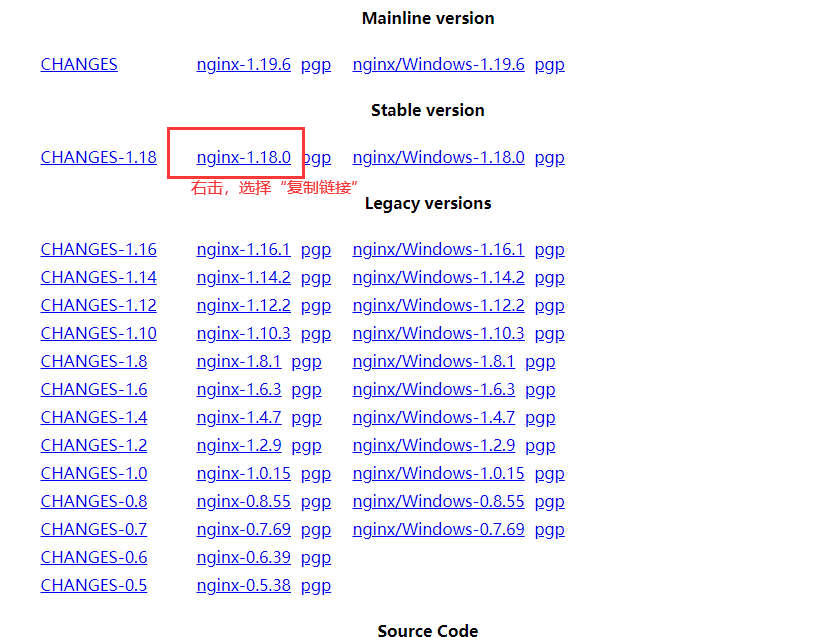 Mainline version
CHANGES nginx-1.19.6 pgp nginx/Windows-1.19.6 pgp
Stable version
CHANGES-1.18 nginx-1.18.0 pgp nginx/Windows-1.18.0 pgp
右击，选择“复制链接”
Legacy versions
CHANGES-1.16 nginx-1.16.1 pgp nginx/Windows-1.16.1 pgp
CHANGES-1.14 nginx-1.14.2 pgp nginx/Windows-1.14.2 pgp
CHANGES-1.12 nginx-1.12.2 pgp nginx/Windows-1.12.2 pgp
CHANGES-1.10 nginx-1.10.3 pgp nginx/Windows-1.10.3 pgp
CHANGES-1.8 nginx-1.8.1 pgp nginx/Windows-1.8.1 pgp
CHANGES-1.6 nginx-1.6.3 pgp nginx/Windows-1.6.3 pgp
CHANGES-1.4 nginx-1.4.7 pgp nginx/Windows-1.4.7 pgp
CHANGES-1.2 nginx-1.2.9 pgp nginx/Windows-1.2.9 pgp
CHANGES-1.0 nginx-1.0.15 pgp nginx/Windows-1.0.15 pgp
CHANGES-0.8 nginx-0.8.55 pgp nginx/Windows-0.8.55 pgp
CHANGES-0.7 nginx-0.7.69 pgp nginx/Windows-0.7.69 pgp
CHANGES-0.6 nginx-0.6.39 pgp
CHANGES-0.5 nginx-0.5.38 pgp
Source Code